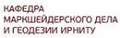 КАФЕДРА
МАРКШЕЙДЕРСКОГО ДЕЛА
И ГЕОДЕЗИИ ИРНИТУ